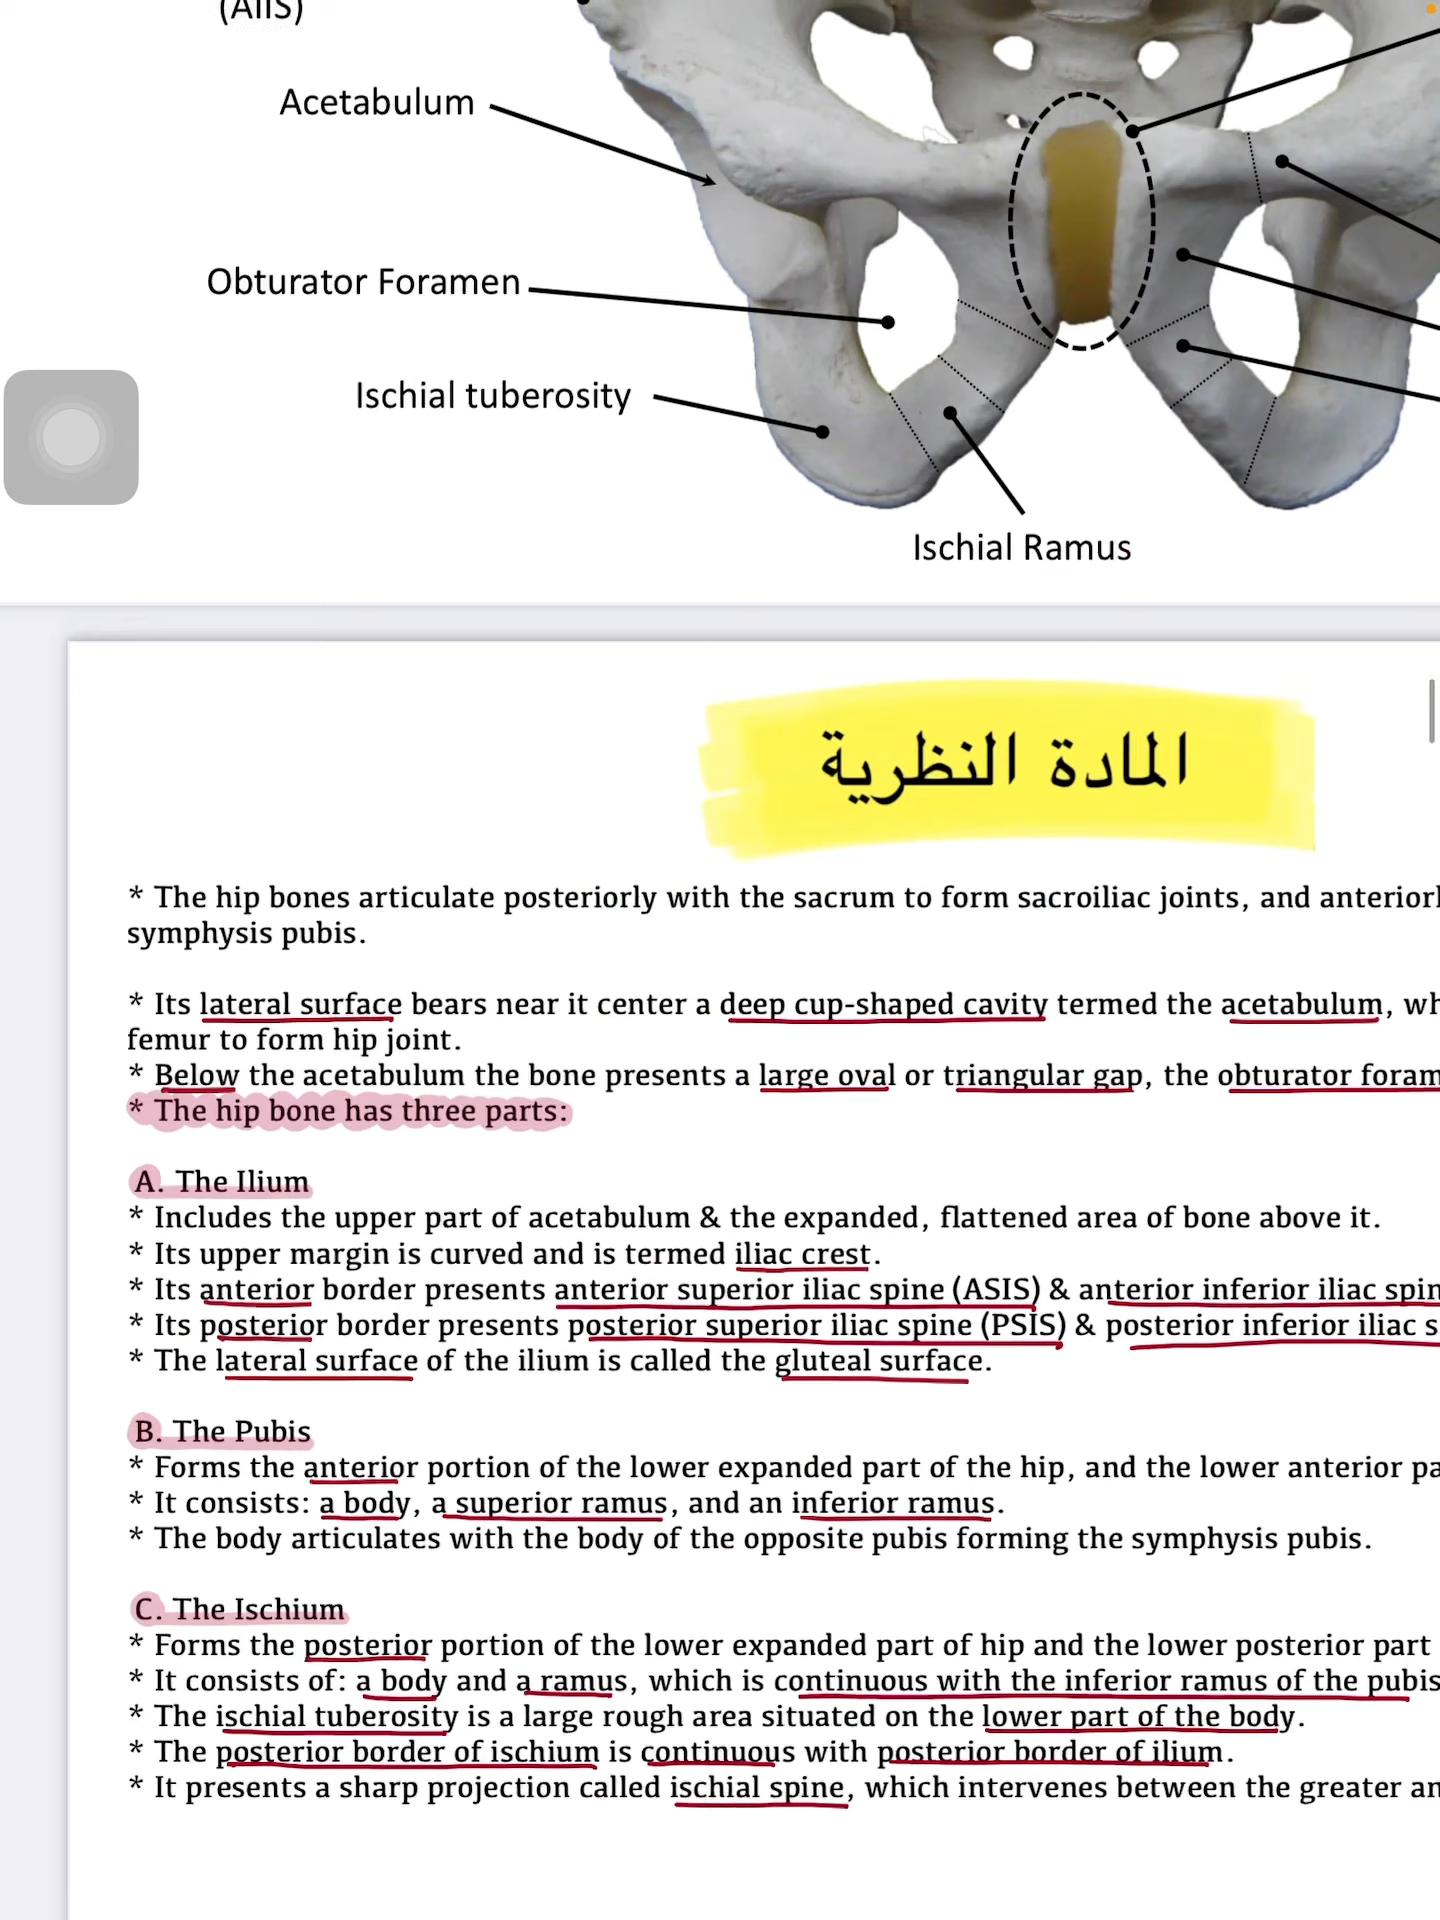 (AIIS)
Acetabulum
Obturator Foramen
Ischial tuberosity
Ischial Ramus
المادة النظرية
* The hip bones articulate posteriorly with the sacrum to form sacroiliac joints, and
symphysis pubis.
* Its lateral surface bears near it center a deep cup-shaped cavity termed the acetabulum,
femur to form hip joint.
* Below the acetabulum the bone presents a large oval or triangular gap, the obturator
* The hip bone has three parts:
A. The Ilium
* Includes the upper part of acetabulum & the expanded, flattened area of bone above it.
* Its upper margin is curved and is termed iliac crest.
* Its anterior border presents anterior superior iliac spine (ASIS) & anterior inferior iliac
* Its posterior border presents posterior superior iliac spine (PSIS) & posterior inferior iliac
* The lateral surface of the ilium is called the gluteal surface.
B. The Pubis
* Forms the anterior portion of the lower expanded part of the hip, and the lower anterior
* It consists: a body, a superior ramus, and an inferior ramus.
* The body articulates with the body of the opposite pubis forming the symphysis pubis.
C. The Ischium
* Forms the posterior portion of the lower expanded part of hip and the lower posterior part
* It consists of: a body and a ramus, which is continuous with the inferior ramus of the pubis
* The ischial tuberosity is a large rough area situated on the lower part of the body.
* The posterior border of ischium is continuous with posterior border of ilium.
* It presents a sharp projection called ischial spine, which intervenes between the greater